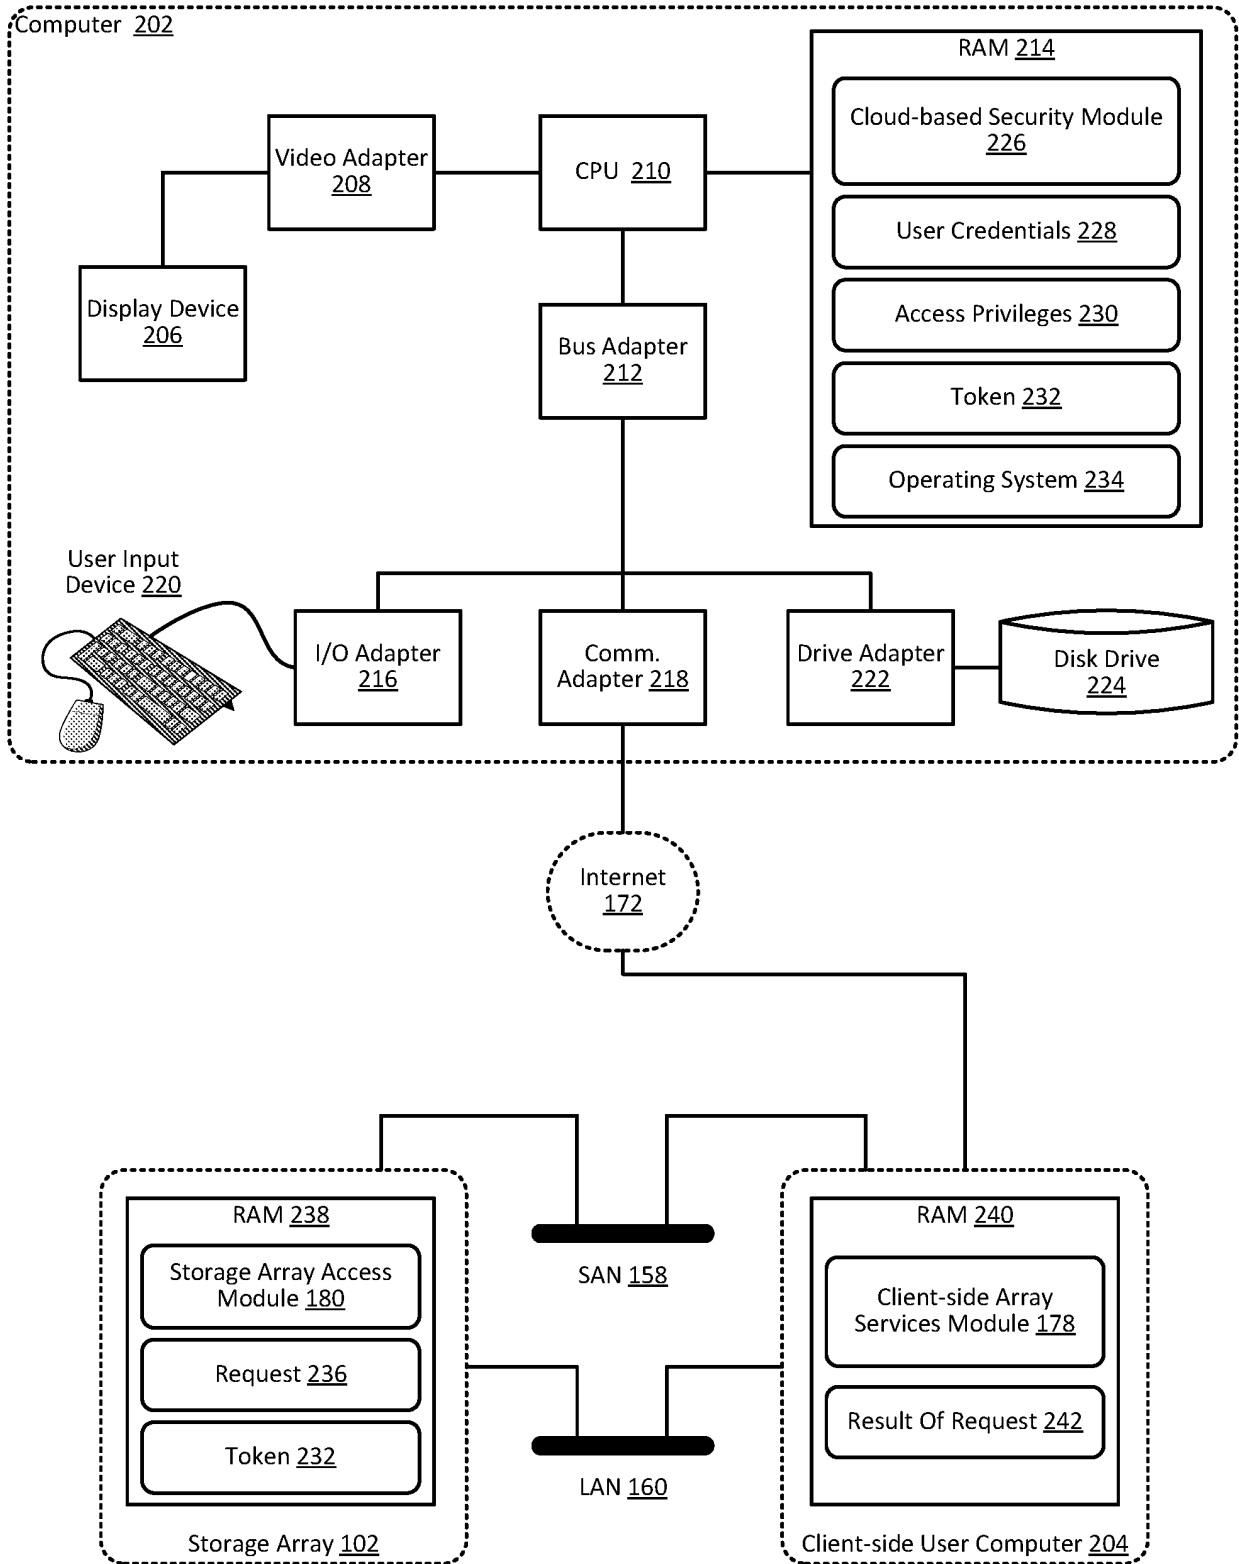 Computer 202
RAM 214
Cloud-based Security Module
226
Video Adapter
208
CPU 210
User Credentials 228
Display Device
206
Access Privileges 230
Bus Adapter
212
Token 232
Operating System 234
User Input
Device 220
I/O Adapter
216
Comm.
Adapter 218
Drive Adapter
222
Disk Drive
224
Internet
172
RAM 238
Storage Array Access
Module 180
Request 236
Token 232
Storage Array 102
SAN 158
LAN 160
RAM 240
Client-side Array
Services Module 178
Result Of Request 242
Client-side User Computer 204